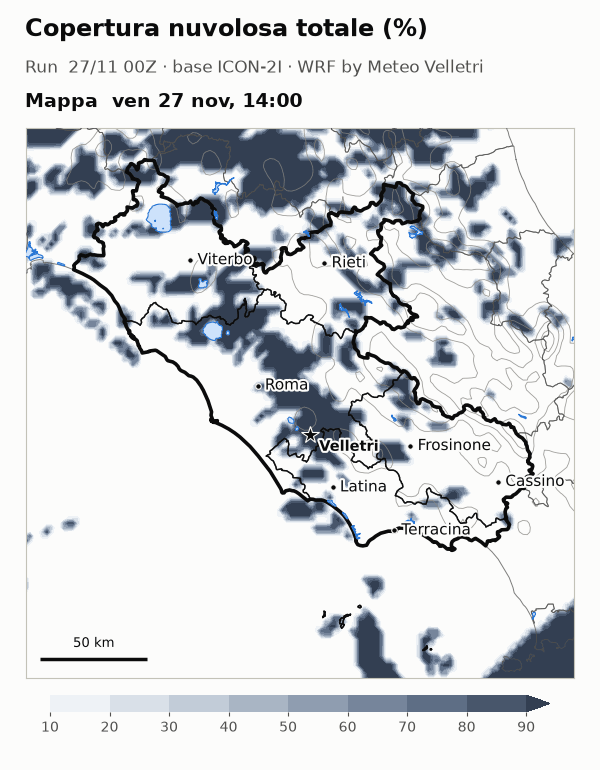 Copertura nuvolosa totale (%)
Run 27/11 00Z · base ICON-2I · WRF by Meteo Velletri
Mappa ven 27 nov, 14:00
Viterbo
Rieti
Roma
Velletri
Frosinone
Latina
Cassino
Terracina
50 km
10 20 30 40 50 60 70 80 90